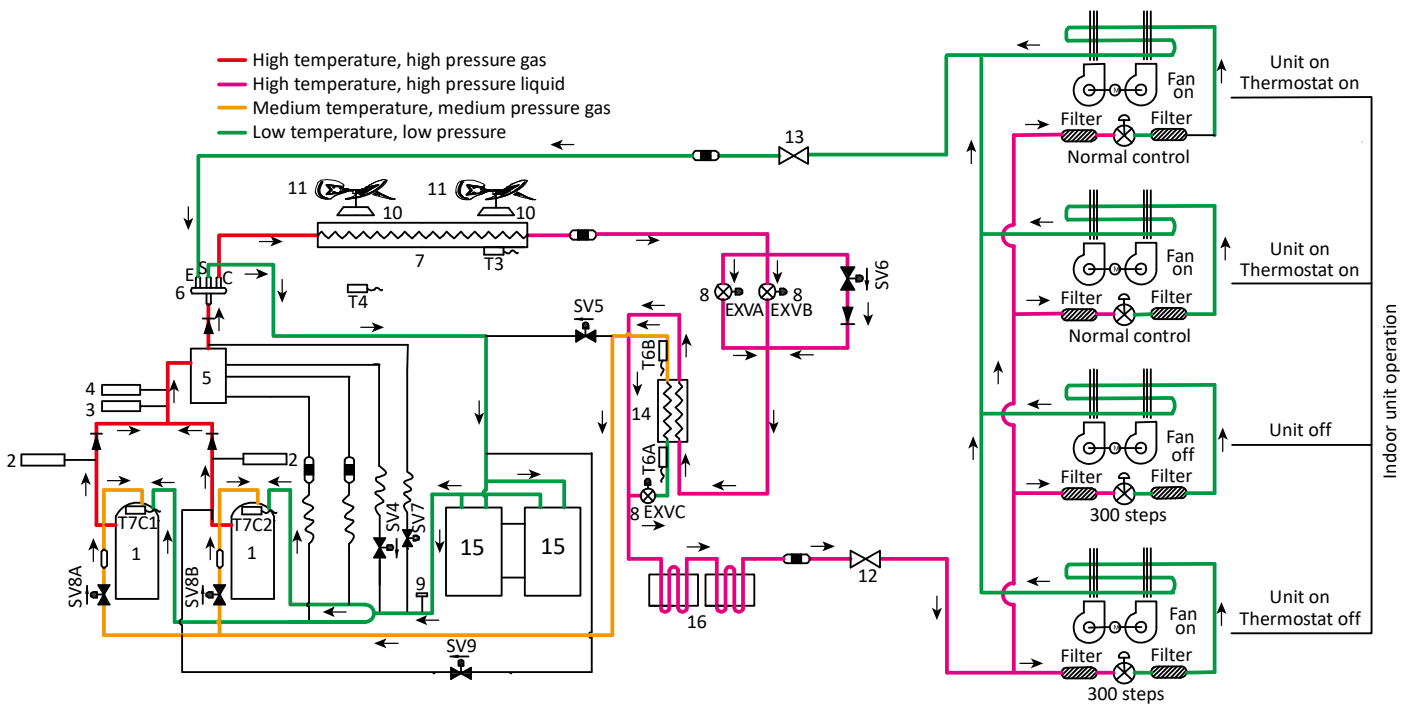 High temperature, high pressure gas
High temperature, high pressure liquid
Medium temperature, medium pressure gas
Low temperature, low pressure
13
11
11
10
10
7
T3
T4
E
S
C
6
SV5
8
EXVA
8
EXVB
SV6
T6B
14
T6A
8
EXVC
5
4
3
2
2
T7C1
T7C2
1
1
SV8A
SV8B
SV4
SV7
9
15
15
16
12
SV9
M
Fan
on
Filter
Filter
Normal control
Unit on
Thermostat on
M
Fan
on
Filter
Filter
Normal control
Unit on
Thermostat on
M
Fan
off
Filter
Filter
300 steps
Unit off
M
Fan
on
Filter
Filter
300 steps
Unit on
Thermostat off
Indoor unit operation